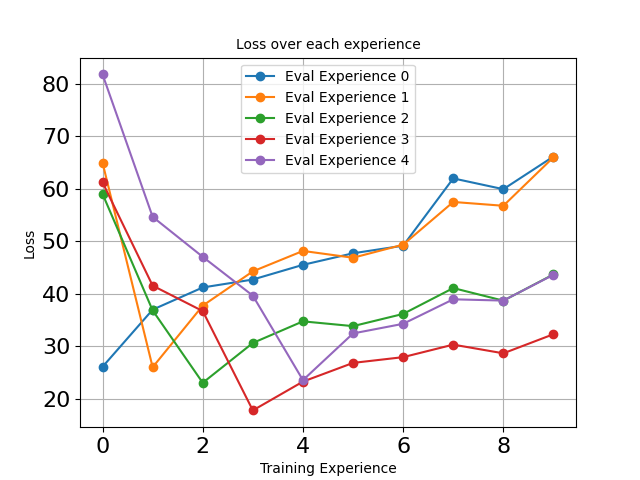 Loss over each experience
Eval Experience 0
Eval Experience 1
Eval Experience 2
Eval Experience 3
Eval Experience 4
80
70
60
50
40
30
20
Loss
0 2 4 6 8
Training Experience